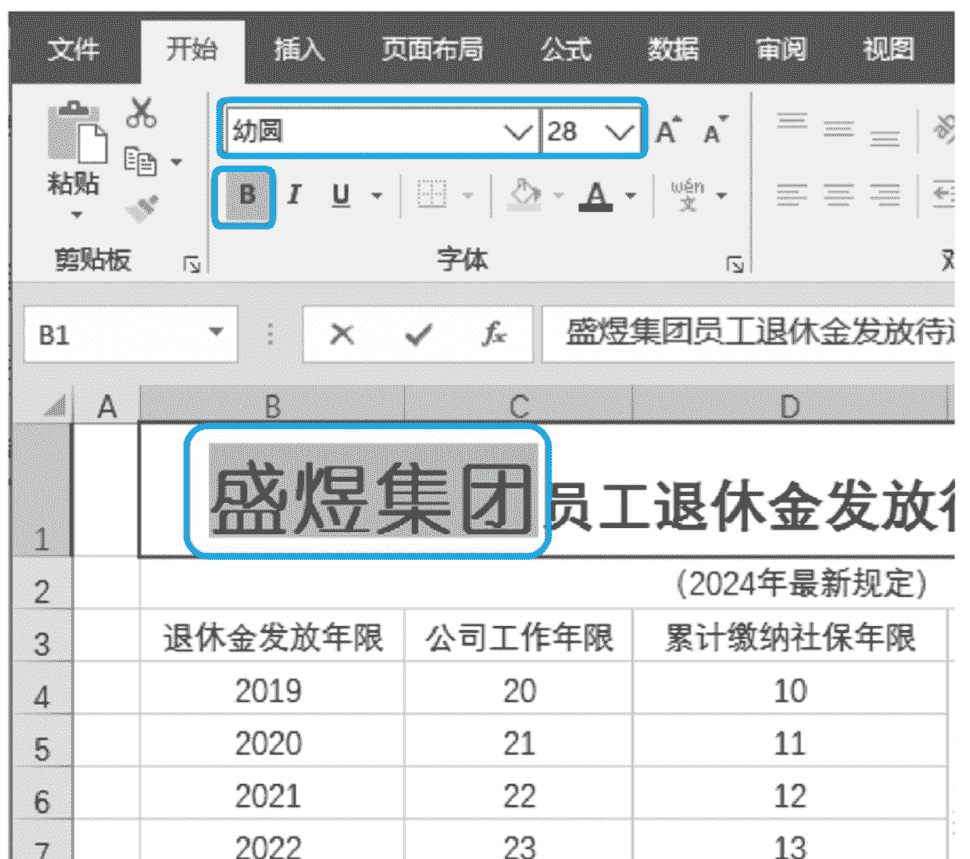 文件 开始 插入 页面布局 公式 数据 审阅 视图
幼圆 28 A A
粘贴 B I U A wén 文
剪贴板 字体
B1 fx 盛煜集团员工退休金发放待
A B C D
1 盛煜集团员工退休金发放待
2 (2024年最新规定)
3 退休金发放年限 公司工作年限 累计缴纳社保年限
4 2019 20 10
5 2020 21 11
6 2021 22 12
7 2022 23 13